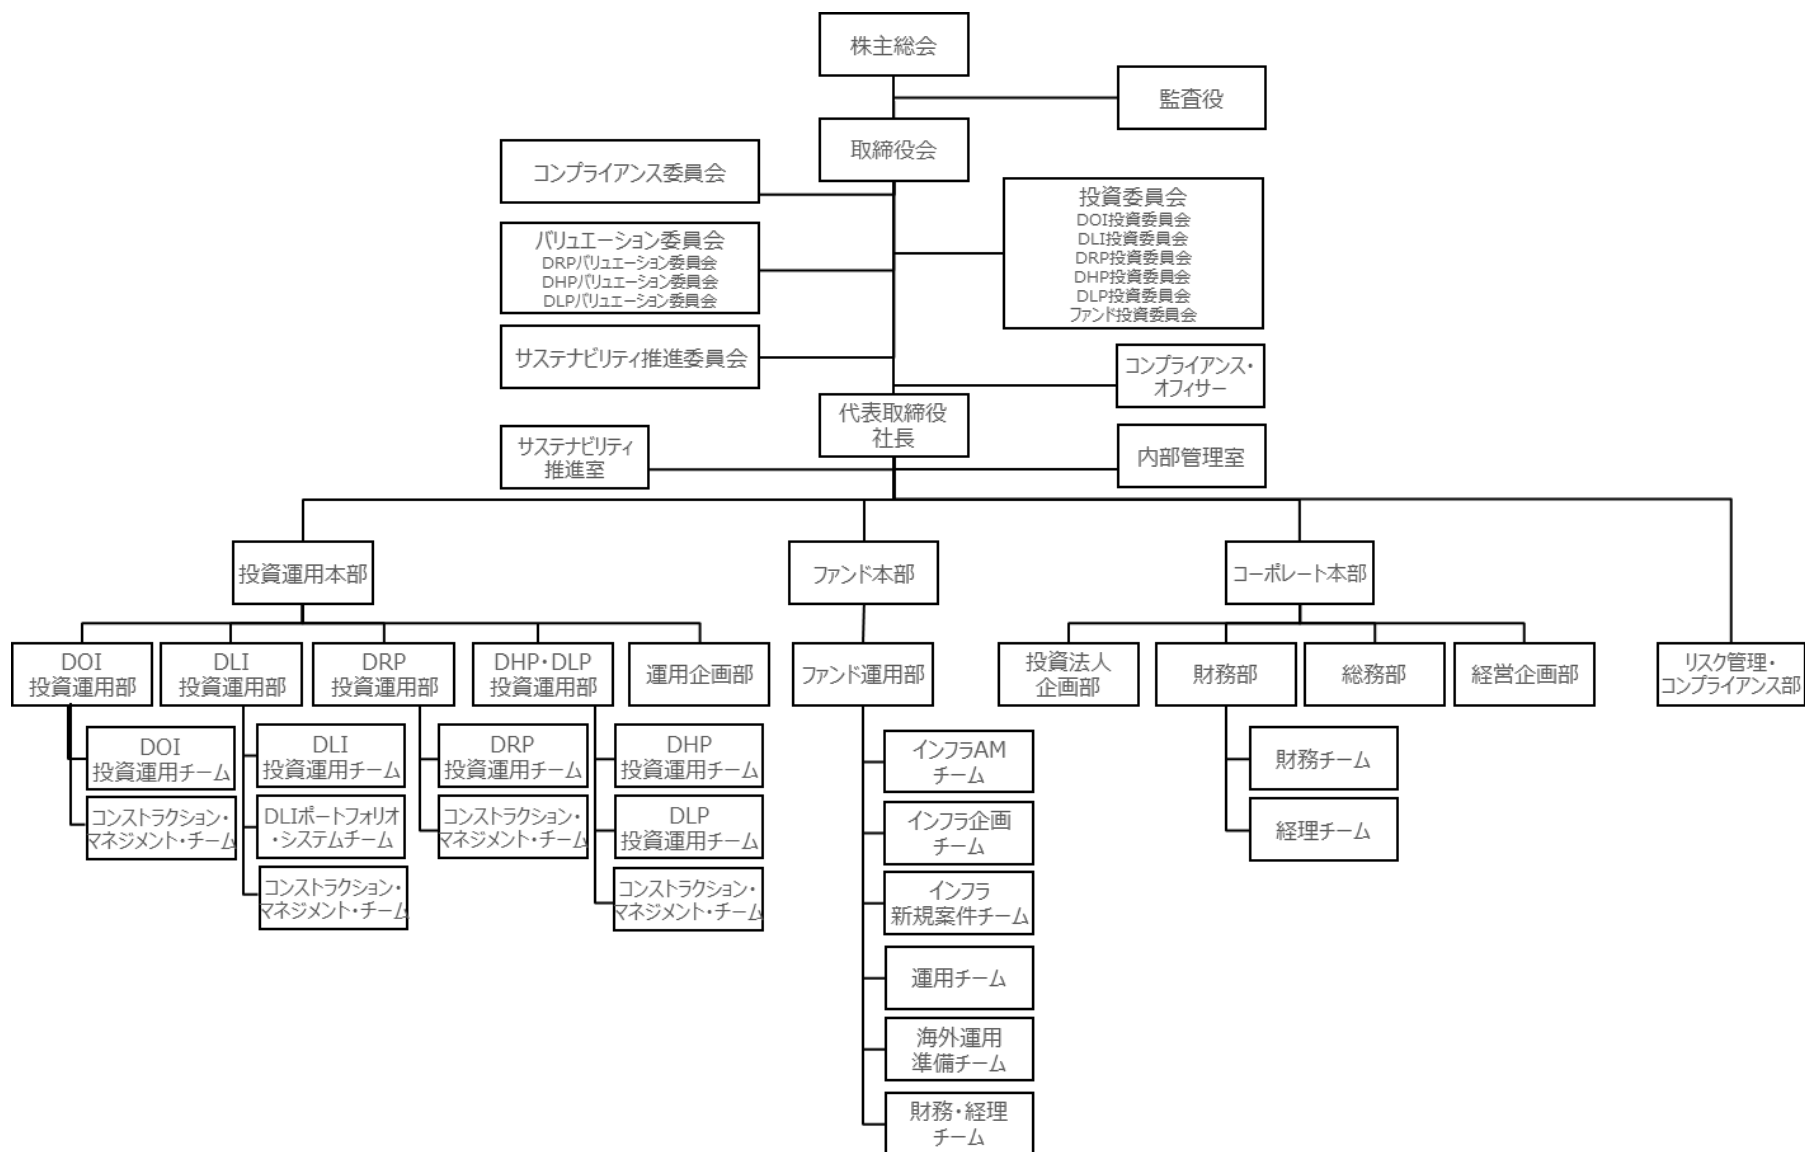 株主総会
監査役
取締役会
コンプライアンス委員会
投資委員会
DOI投資委員会
DLI投資委員会
DRP投資委員会
DHP投資委員会
DLP投資委員会
ファンド投資委員会
バリュエーション委員会
DRPバリュエーション委員会
DHPバリュエーション委員会
DLPバリュエーション委員会
サステナビリティ推進委員会
コンプライアンス・
オフィサー
代表取締役
社長
サステナビリティ
推進室
内部管理室
投資運用本部
ファンド本部
コーポレート本部
DOI
投資運用部
DLI
投資運用部
DRP
投資運用部
DHP・DLP
投資運用部
運用企画部
ファンド運用部
投資法人
企画部
財務部
総務部
経営企画部
リスク管理・
コンプライアンス部
DOI
投資運用チーム
コンストラクション・
マネジメント・チーム
DLI
投資運用チーム
DLIポートフォリオ
・システムチーム
コンストラクション・
マネジメント・チーム
DRP
投資運用チーム
コンストラクション・
マネジメント・チーム
DHP
投資運用チーム
DLP
投資運用チーム
コンストラクション・
マネジメント・チーム
インフラAM
チーム
インフラ企画
チーム
インフラ
新規案件チーム
運用チーム
海外運用
準備チーム
財務・経理
チーム
財務チーム
経理チーム